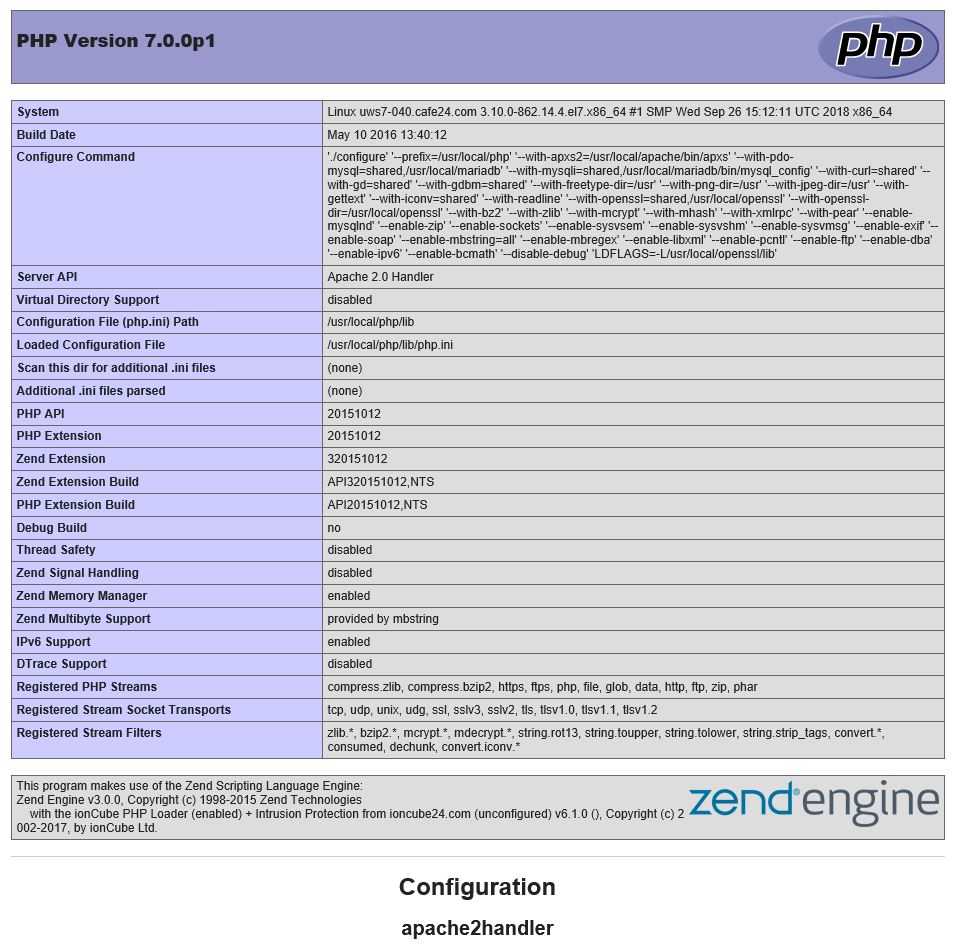 PHP Version 7.0.0p1
php
System
Linux uws7-040.cafe24.com 3.10.0-862.14.4.el7.x86_64 #1 SMP Wed Sep 26 15:12:11 UTC 2018 x86_64
Build Date
May 10 2016 13:40:12
Configure Command
'./configure' '--prefix=/usr/local/php' '--with-apxs2=/usr/local/apache/bin/apxs' '--with-pdo-
mysql=shared,/usr/local/mariadb' '--with-mysqli=shared,/usr/local/mariadb/bin/mysql_config' '--with-curl=shared' '--
with-gd=shared' '--with-gdbm=shared' '--with-freetype-dir=/usr' '--with-png-dir=/usr' '--with-jpeg-dir=/usr' '--with-
gettext' '--with-iconv=shared' '--with-readline' '--with-openssl=shared,/usr/local/openssl' '--with-openssl-
dir=/usr/local/openssl' '--with-bz2' '--with-zlib' '--with-mcrypt' '--with-mhash' '--with-xmlrpc' '--with-pear' '--enable-
mysqlnd' '--enable-zip' '--enable-sockets' '--enable-sysvsem' '--enable-sysvshm' '--enable-sysvmsg' '--enable-exif' '--
enable-soap' '--enable-mbstring=all' '--enable-mbregex' '--enable-libxml' '--enable-pcntl' '--enable-ftp' '--enable-dba'
'--enable-ipv6' '--enable-bcmath' '--disable-debug' 'LDFLAGS=-L/usr/local/openssl/lib'
Server API
Apache 2.0 Handler
Virtual Directory Support
disabled
Configuration File (php.ini) Path
/usr/local/php/lib
Loaded Configuration File
/usr/local/php/lib/php.ini
Scan this dir for additional .ini files
(none)
Additional .ini files parsed
(none)
PHP API
20151012
PHP Extension
20151012
Zend Extension
320151012
Zend Extension Build
API320151012,NTS
PHP Extension Build
API20151012,NTS
Debug Build
no
Thread Safety
disabled
Zend Signal Handling
disabled
Zend Memory Manager
enabled
Zend Multibyte Support
provided by mbstring
IPv6 Support
enabled
DTrace Support
disabled
Registered PHP Streams
compress.zlib, compress.bzip2, https, ftps, php, file, glob, data, http, ftp, zip, phar
Registered Stream Socket Transports
tcp, udp, unix, udg, ssl, sslv3, sslv2, tls, tlsv1.0, tlsv1.1, tlsv1.2
Registered Stream Filters
zlib.*, bzip2.*, mcrypt.*, mdecrypt.*, string.rot13, string.toupper, string.tolower, string.strip_tags, convert.*,
consumed, dechunk, convert.iconv.*
This program makes use of the Zend Scripting Language Engine:
Zend Engine v3.0.0, Copyright (c) 1998-2015 Zend Technologies
with the ionCube PHP Loader (enabled) + Intrusion Protection from ioncube24.com (unconfigured) v6.1.0 (), Copyright (c) 2
002-2017, by ionCube Ltd.
zend® engine
Configuration
apache2handler